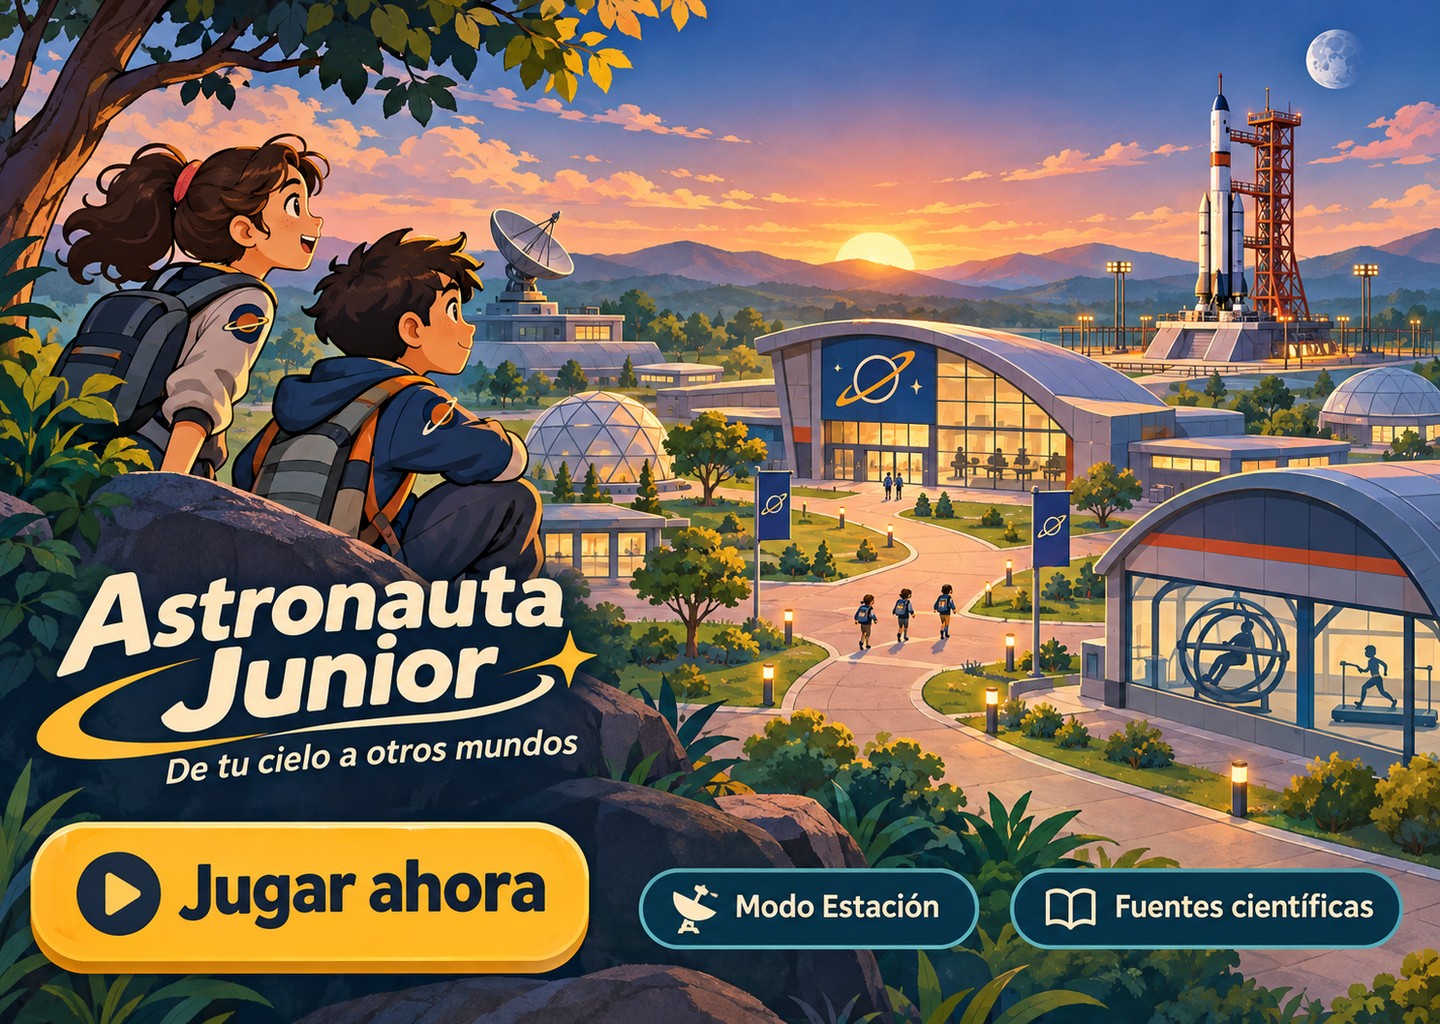 Astronauta
Junior
De tu cielo a otros mundos
Jugar ahora
Modo Estación
Fuentes científicas